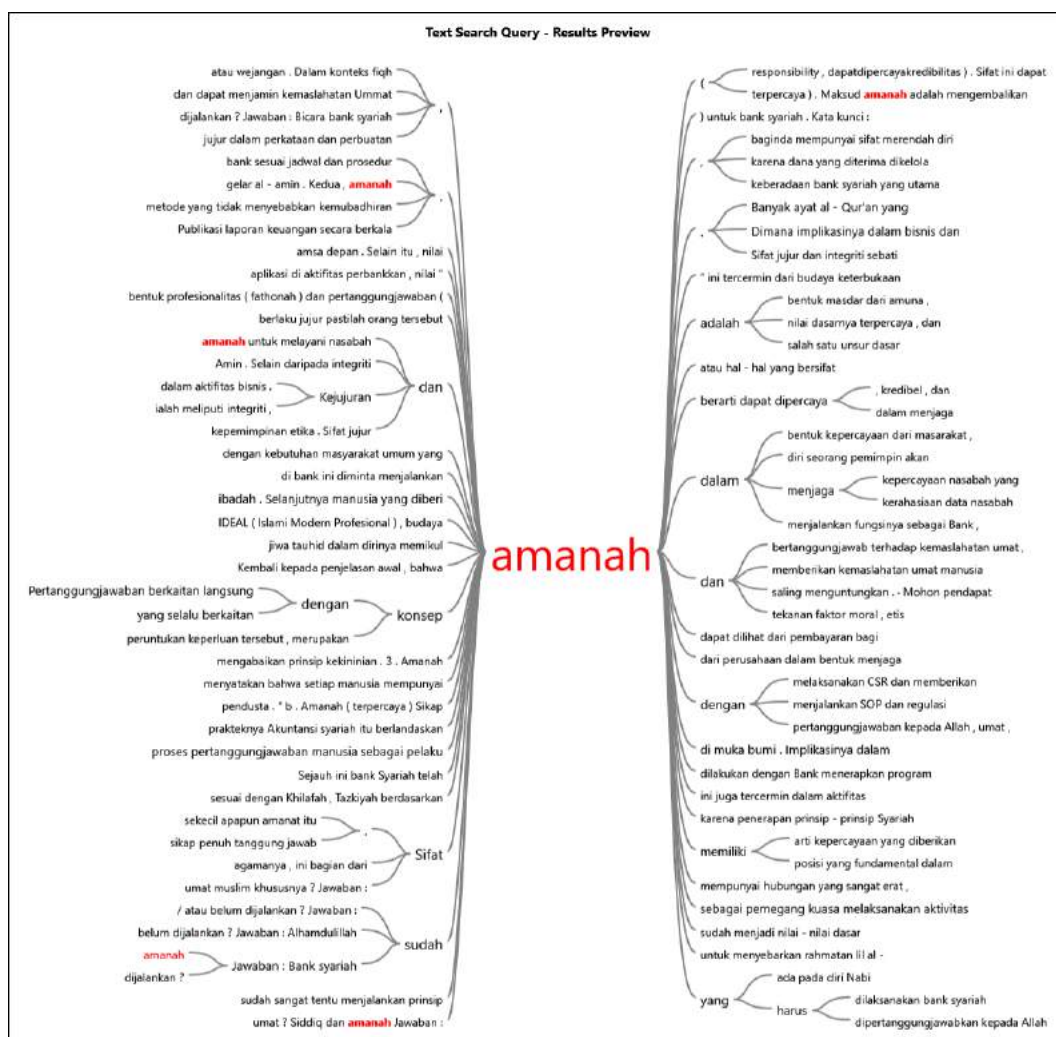 Text Search Query - Results Preview
atau wejangan . Dalam konteks fiqh
dan dapat menjamin kemaslahatan Ummat
dijalankan ? Jawaban : Bicara bank syariah
jujur dalam perkataan dan perbuatan
,
bank sesuai jadwal dan prosedur
gelar al - amin . Kedua , amanah
metode yang tidak menyebabkan kemubadhiran
Publikasi laporan keuangan secara berkala
.
amsa depan . Selain itu , nilai
aplikasi di aktifitas perbankkan , nilai "
bentuk profesionalitas ( fathonah ) dan pertanggungjawaban (
berlaku jujur pastilah orang tersebut
amanah untuk melayani nasabah
Amin . Selain daripada integriti
dalam aktifitas bisnis .
ialah meliputi integriti ,
Kejujuran
kepemimpinan etika . Sifat jujur
dan
dengan kebutuhan masyarakat umum yang
di bank ini diminta menjalankan
ibadah . Selanjutnya manusia yang diberi
IDEAL ( Islami Modern Profesional ) , budaya
jiwa tauhid dalam dirinya memikul
Kembali kepada penjelasan awal , bahwa
Pertanggungjawaban berkaitan langsung
yang selalu berkaitan
dengan
peruntukan keperluan tersebut , merupakan
konsep
mengabaikan prinsip kekininian . 3 . Amanah
menyatakan bahwa setiap manusia mempunyai
pendusta . " b . Amanah ( terpercaya ) Sikap
prakteknya Akuntansi syariah itu berlandaskan
proses pertanggungjawaban manusia sebagai pelaku
Sejauh ini bank Syariah telah
sesuai dengan Khilafah , Tazkiyah berdasarkan
sekecil apapun amanat itu
sikap penuh tanggung jawab
.
agamanya , ini bagian dari
umat muslim khususnya ? Jawaban :
Sifat
/ atau belum dijalankan ? Jawaban :
belum dijalankan ? Jawaban : Alhamdulillah
amanah
dijalankan ?
Jawaban : Bank syariah
sudah
sudah sangat tentu menjalankan prinsip
umat ? Siddiq dan amanah Jawaban :
amanah
(
responsibility , dapatdipercayakredibilitas ) . Sifat ini dapat
terpercaya ) . Maksud amanah adalah mengembalikan
) untuk bank syariah . Kata kunci :
,
baginda mempunyai sifat merendah diri
karena dana yang diterima dikelola
keberadaan bank syariah yang utama
.
Banyak ayat al - Qur'an yang
Dimana implikasinya dalam bisnis dan
Sifat jujur dan integriti sebati
" ini tercermin dari budaya keterbukaan
adalah
bentuk masdar dari amuna ,
nilai dasarnya terpercaya , dan
salah satu unsur dasar
atau hal - hal yang bersifat
berarti dapat dipercaya
, kredibel , dan
dalam menjaga
dalam
bentuk kepercayaan dari masarakat ,
diri seorang pemimpin akan
menjaga
kepercayaan nasabah yang
kerahasiaan data nasabah
menjalankan fungsinya sebagai Bank ,
dan
bertanggungjawab terhadap kemaslahatan umat ,
memberikan kemaslahatan umat manusia
saling menguntungkan . - Mohon pendapat
tekanan faktor moral , etis
dapat dilihat dari pembayaran bagi
dari perusahaan dalam bentuk menjaga
dengan
melaksanakan CSR dan memberikan
menjalankan SOP dan regulasi
pertanggungjawaban kepada Allah , umat ,
di muka bumi . Implikasinya dalam
dilakukan dengan Bank menerapkan program
ini juga tercermin dalam aktifitas
karena penerapan prinsip - prinsip Syariah
memiliki
arti kepercayaan yang diberikan
posisi yang fundamental dalam
mempunyai hubungan yang sangat erat ,
sebagai pemegang kuasa melaksanakan aktivitas
sudah menjadi nilai - nilai dasar
untuk menyebarkan rahmatan lil al -
yang
ada pada diri Nabi
harus
dilaksanakan bank syariah
dipertanggungjawabkan kepada Allah